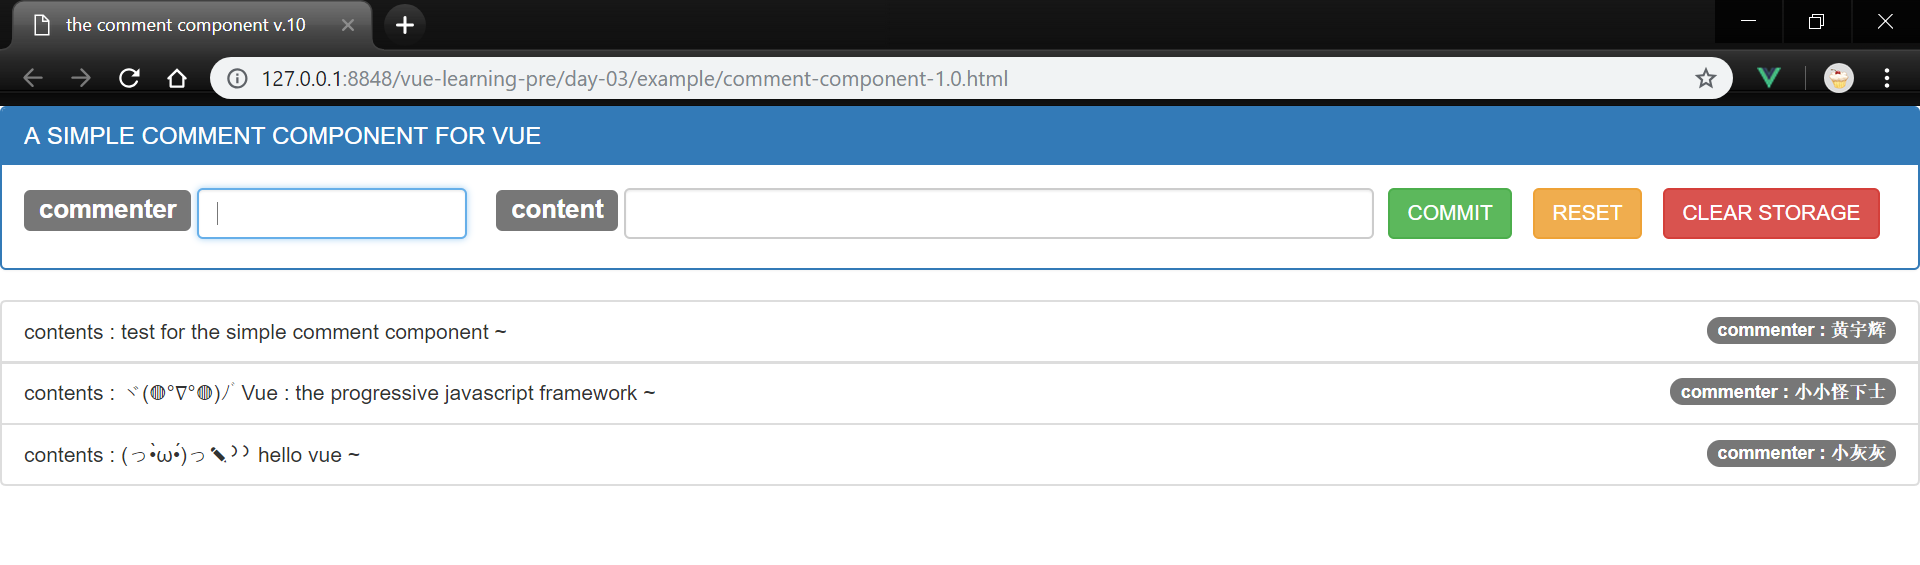 the comment component v.10
127.0.0.1:8848/vue-learning-pre/day-03/example/comment-component-1.0.html
A SIMPLE COMMENT COMPONENT FOR VUE
commenter content COMMIT RESET CLEAR STORAGE
contents : test for the simple comment component ~ commenter : 黄宇辉
contents : ヾ(◍°∇°◍)ﾉﾞ Vue : the progressive javascript framework ~ commenter : 小小怪下士
contents : (っ•̀ω•́)っ✎⁾⁾ hello vue ~ commenter : 小灰灰